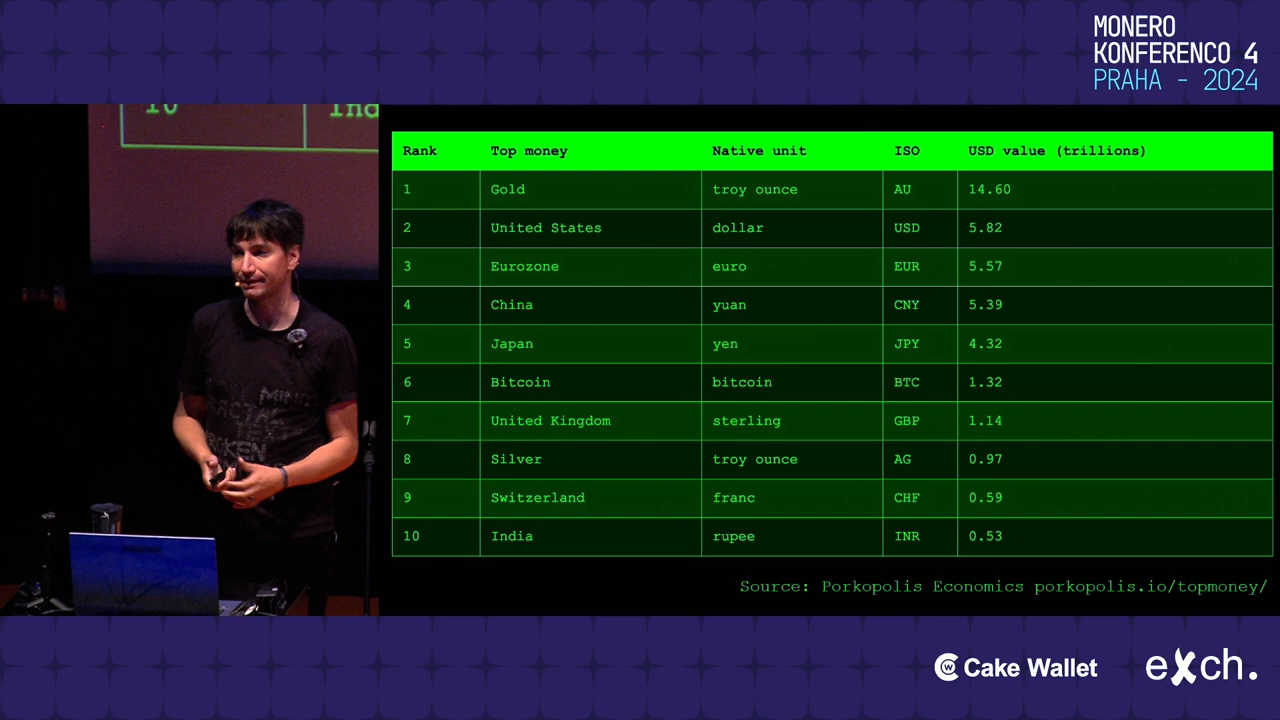 MONERO
KONFERENCO 4
PRAHA - 2024
10 Ind
Rank Top money Native unit ISO USD value (trillions)
1 Gold troy ounce AU 14.60
2 United States dollar USD 5.82
3 Eurozone euro EUR 5.57
4 China yuan CNY 5.39
5 Japan yen JPY 4.32
6 Bitcoin bitcoin BTC 1.32
7 United Kingdom sterling GBP 1.14
8 Silver troy ounce AG 0.97
9 Switzerland franc CHF 0.59
10 India rupee INR 0.53
Source: Porkopolis Economics porkopolis.io/topmoney/
Cake Wallet
exch.